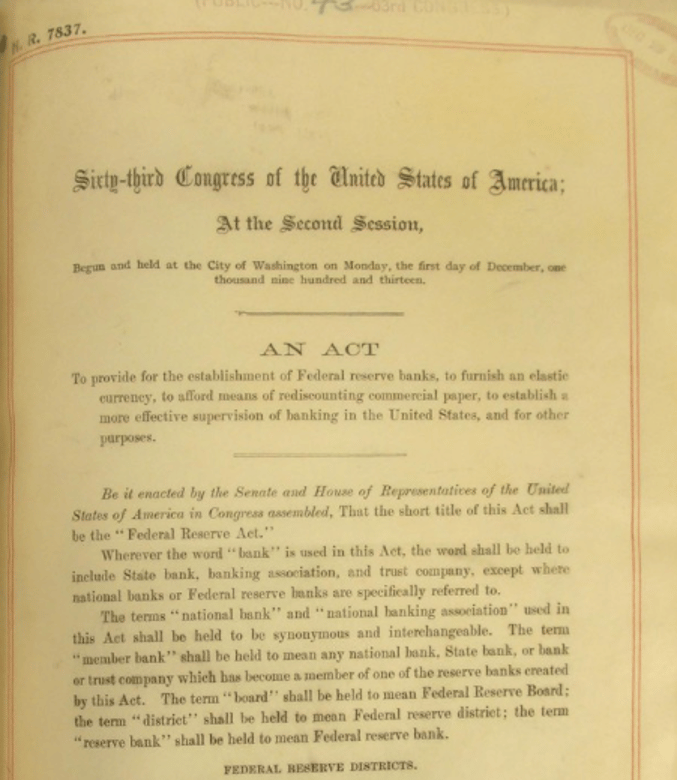 (PUBLIC—NO. 43—63rd CONGRESS)
H. R. 7837.
Sixty-third Congress of the United States of America;
At the Second Session,
Begun and held at the City of Washington on Monday, the first day of December, one
thousand nine hundred and thirteen.
AN ACT
To provide for the establishment of Federal reserve banks, to furnish an elastic
currency, to afford means of rediscounting commercial paper, to establish a
more effective supervision of banking in the United States, and for other
purposes.
Be it enacted by the Senate and House of Representatives of the United
States of America in Congress assembled, That the short title of this Act shall
be the "Federal Reserve Act."
Wherever the word "bank" is used in this Act, the word shall be held to
include State bank, banking association, and trust company, except where
national banks or Federal reserve banks are specifically referred to.
The terms "national bank" and "national banking association" used in
this Act shall be held to be synonymous and interchangeable. The term
"member bank" shall be held to mean any national bank, State bank, or bank
or trust company which has become a member of one of the reserve banks created
by this Act. The term "board" shall be held to mean Federal Reserve Board;
the term "district" shall be held to mean Federal reserve district; the term
"reserve bank" shall be held to mean Federal reserve bank.
FEDERAL RESERVE DISTRICTS.